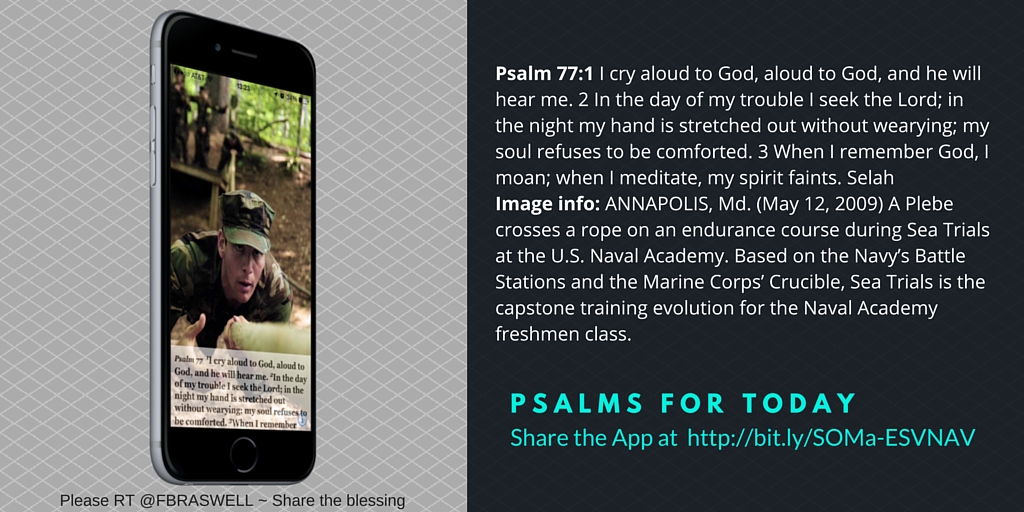 AT&T
13:21
Psalm 77 1I cry aloud to God, aloud to
God, and he will hear me. 2In the day
of my trouble I seek the Lord; in the
night my hand is stretched out
without wearying; my soul refuses to
be comforted. 3When I remember
Please RT @FBRASWELL ~ Share the blessing
Psalm 77:1 I cry aloud to God, aloud to God, and he will
hear me. 2 In the day of my trouble I seek the Lord; in
the night my hand is stretched out without wearying; my
soul refuses to be comforted. 3 When I remember God, I
moan; when I meditate, my spirit faints. Selah
Image info: ANNAPOLIS, Md. (May 12, 2009) A Plebe
crosses a rope on an endurance course during Sea Trials
at the U.S. Naval Academy. Based on the Navy’s Battle
Stations and the Marine Corps’ Crucible, Sea Trials is the
capstone training evolution for the Naval Academy
freshmen class.
PSALMS FOR TODAY
Share the App at http://bit.ly/SOMa-ESVNAV